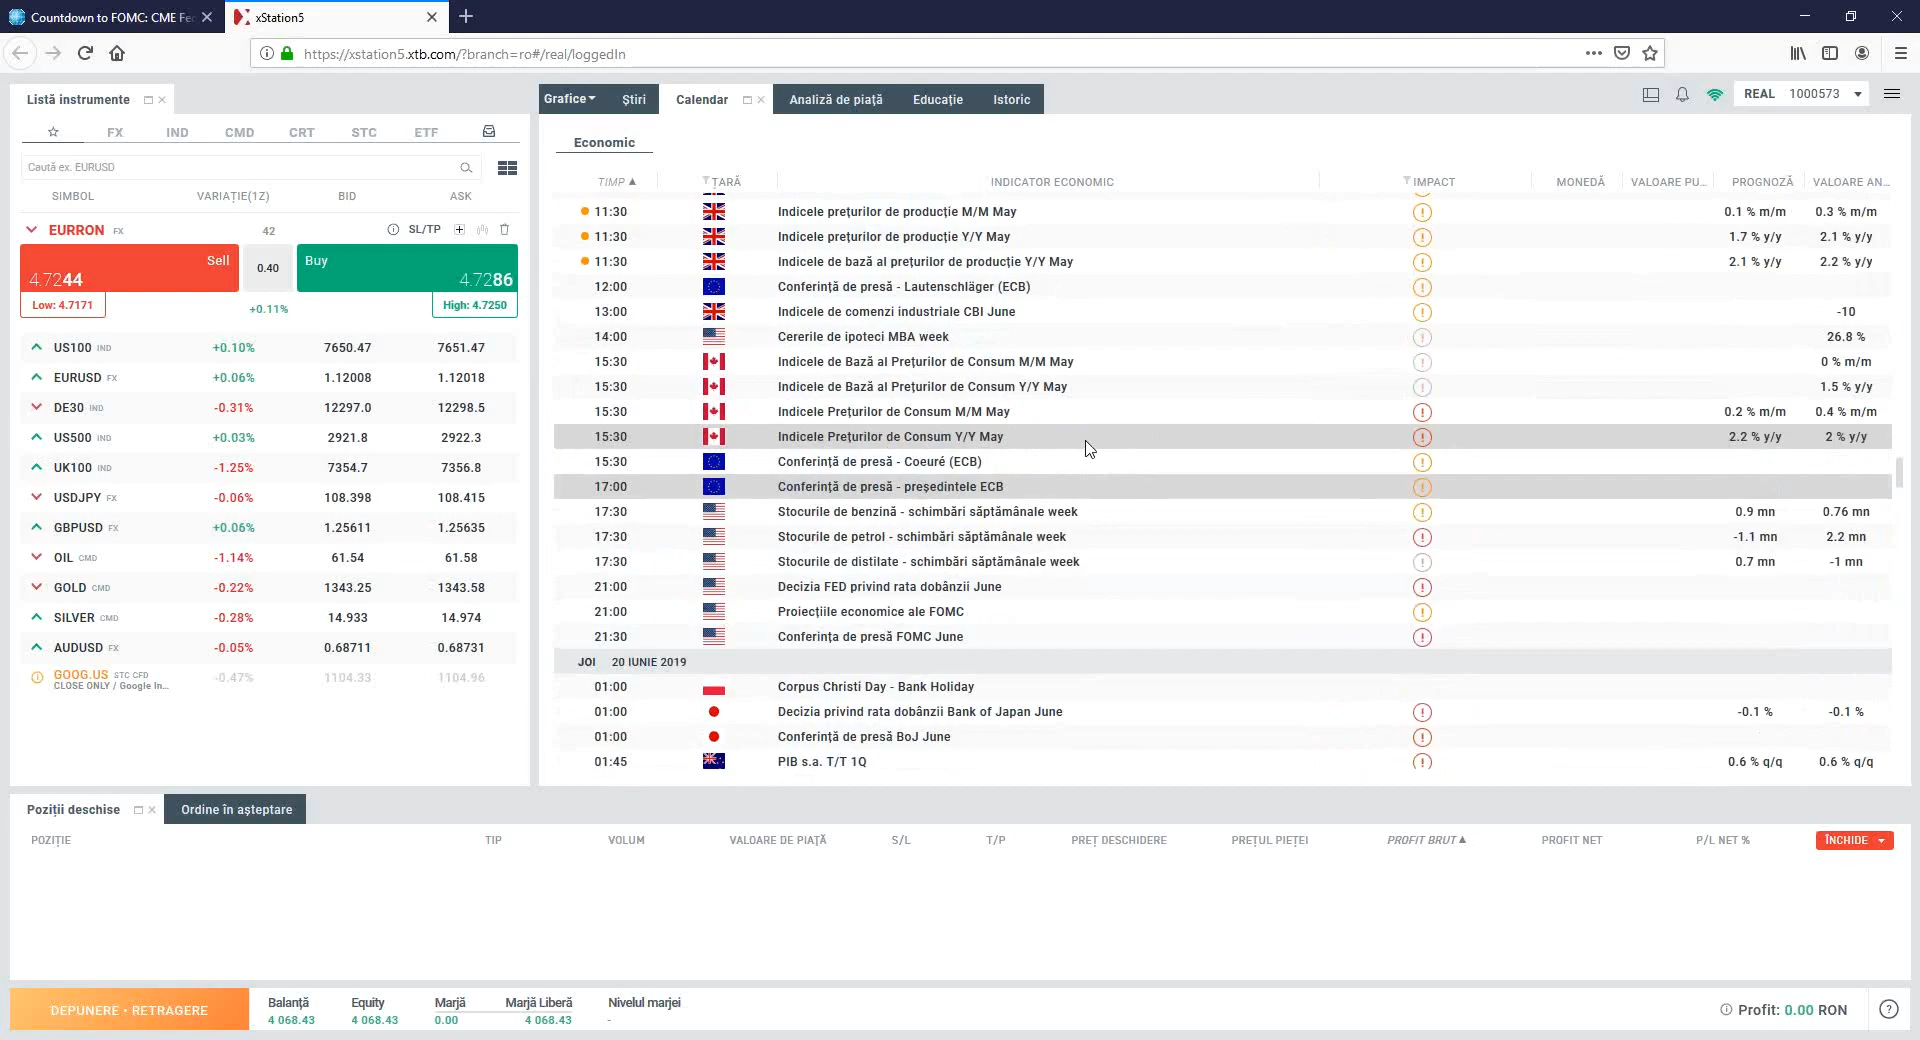 Countdown to FOMC: CME Fe
xStation5
https://xstation5.xtb.com/?branch=ro#/real/loggedIn
Listă instrumente
FX IND CMD CRT STC ETF
Caută ex. EURUSD
SIMBOL VARIAȚIE(1Z) BID ASK
EURRON FX 42 SL/TP
Sell 4.7244 0.40 Buy 4.7286
Low: 4.7171 +0.11% High: 4.7250
US100 IND +0.10% 7650.47 7651.47
EURUSD FX +0.06% 1.12008 1.12018
DE30 IND -0.31% 12297.0 12298.5
US500 IND +0.03% 2921.8 2922.3
UK100 IND -1.25% 7354.7 7356.8
USDJPY FX -0.06% 108.398 108.415
GBPUSD FX +0.06% 1.25611 1.25635
OIL CMD -1.14% 61.54 61.58
GOLD CMD -0.22% 1343.25 1343.58
SILVER CMD -0.28% 14.933 14.974
AUDUSD FX -0.05% 0.68711 0.68731
GOOG.US STC CFD -0.47% 1104.33 1104.96
CLOSE ONLY / Google In...
Grafice Știri Calendar Analiză de piață Educație Istoric
REAL 1000573
Economic
TIMP ▲ ȚARĂ INDICATOR ECONOMIC IMPACT MONEDĂ VALOARE PU... PROGNOZĂ VALOARE AN...
11:30 Indicele prețurilor de producție M/M May 0.1 % m/m 0.3 % m/m
11:30 Indicele prețurilor de producție Y/Y May 1.7 % y/y 2.1 % y/y
11:30 Indicele de bază al prețurilor de producție Y/Y May 2.1 % y/y 2.2 % y/y
12:00 Conferință de presă - Lautenschläger (ECB)
13:00 Indicele de comenzi industriale CBI June -10
14:00 Cererile de ipoteci MBA week 26.8 %
15:30 Indicele de Bază al Prețurilor de Consum M/M May 0 % m/m
15:30 Indicele de Bază al Prețurilor de Consum Y/Y May 1.5 % y/y
15:30 Indicele Prețurilor de Consum M/M May 0.2 % m/m 0.4 % m/m
15:30 Indicele Prețurilor de Consum Y/Y May 2.2 % y/y 2 % y/y
15:30 Conferință de presă - Coeuré (ECB)
17:00 Conferință de presă - președintele ECB
17:30 Stocurile de benzină - schimbări săptămânale week 0.9 mn 0.76 mn
17:30 Stocurile de petrol - schimbări săptămânale week -1.1 mn 2.2 mn
17:30 Stocurile de distilate - schimbări săptămânale week 0.7 mn -1 mn
21:00 Decizia FED privind rata dobânzii June
21:00 Proiecțiile economice ale FOMC
21:30 Conferința de presă FOMC June
JOI 20 IUNIE 2019
01:00 Corpus Christi Day - Bank Holiday
01:00 Decizia privind rata dobânzii Bank of Japan June -0.1 % -0.1 %
01:00 Conferință de presă BoJ June
01:45 PIB s.a. T/T 1Q 0.6 % q/q 0.6 % q/q
Poziții deschise Ordine în așteptare
POZIȚIE TIP VOLUM VALOARE DE PIAȚĂ S/L T/P PREȚ DESCHIDERE PREȚUL PIEȚEI PROFIT BRUT ▲ PROFIT NET P/L NET % ÎNCHIDE
DEPUNERE • RETRAGERE
Balanță Equity Marjă Marjă Liberă Nivelul marjei
4 068.43 4 068.43 0.00 4 068.43 -
Profit: 0.00 RON